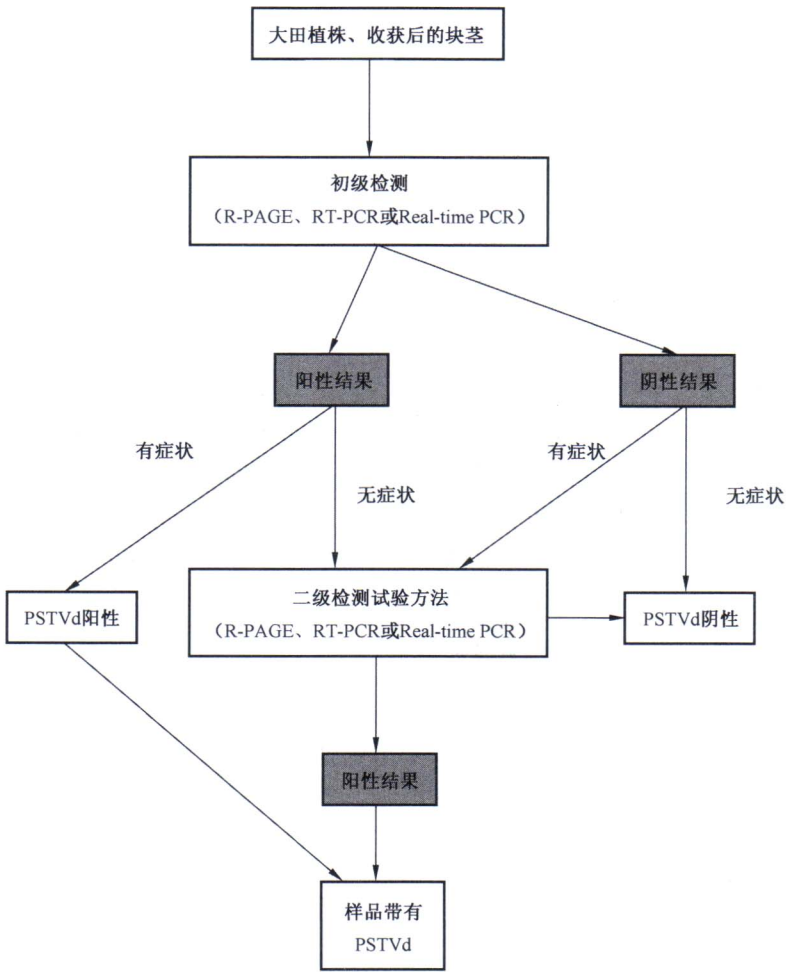 大田植株、收获后的块茎
初级检测
（R-PAGE、RT-PCR或Real-time PCR）
阳性结果
阴性结果
有症状
有症状
无症状
无症状
PSTVd阳性
二级检测试验方法
（R-PAGE、RT-PCR或Real-time PCR）
PSTVd阴性
阳性结果
样品带有
PSTVd